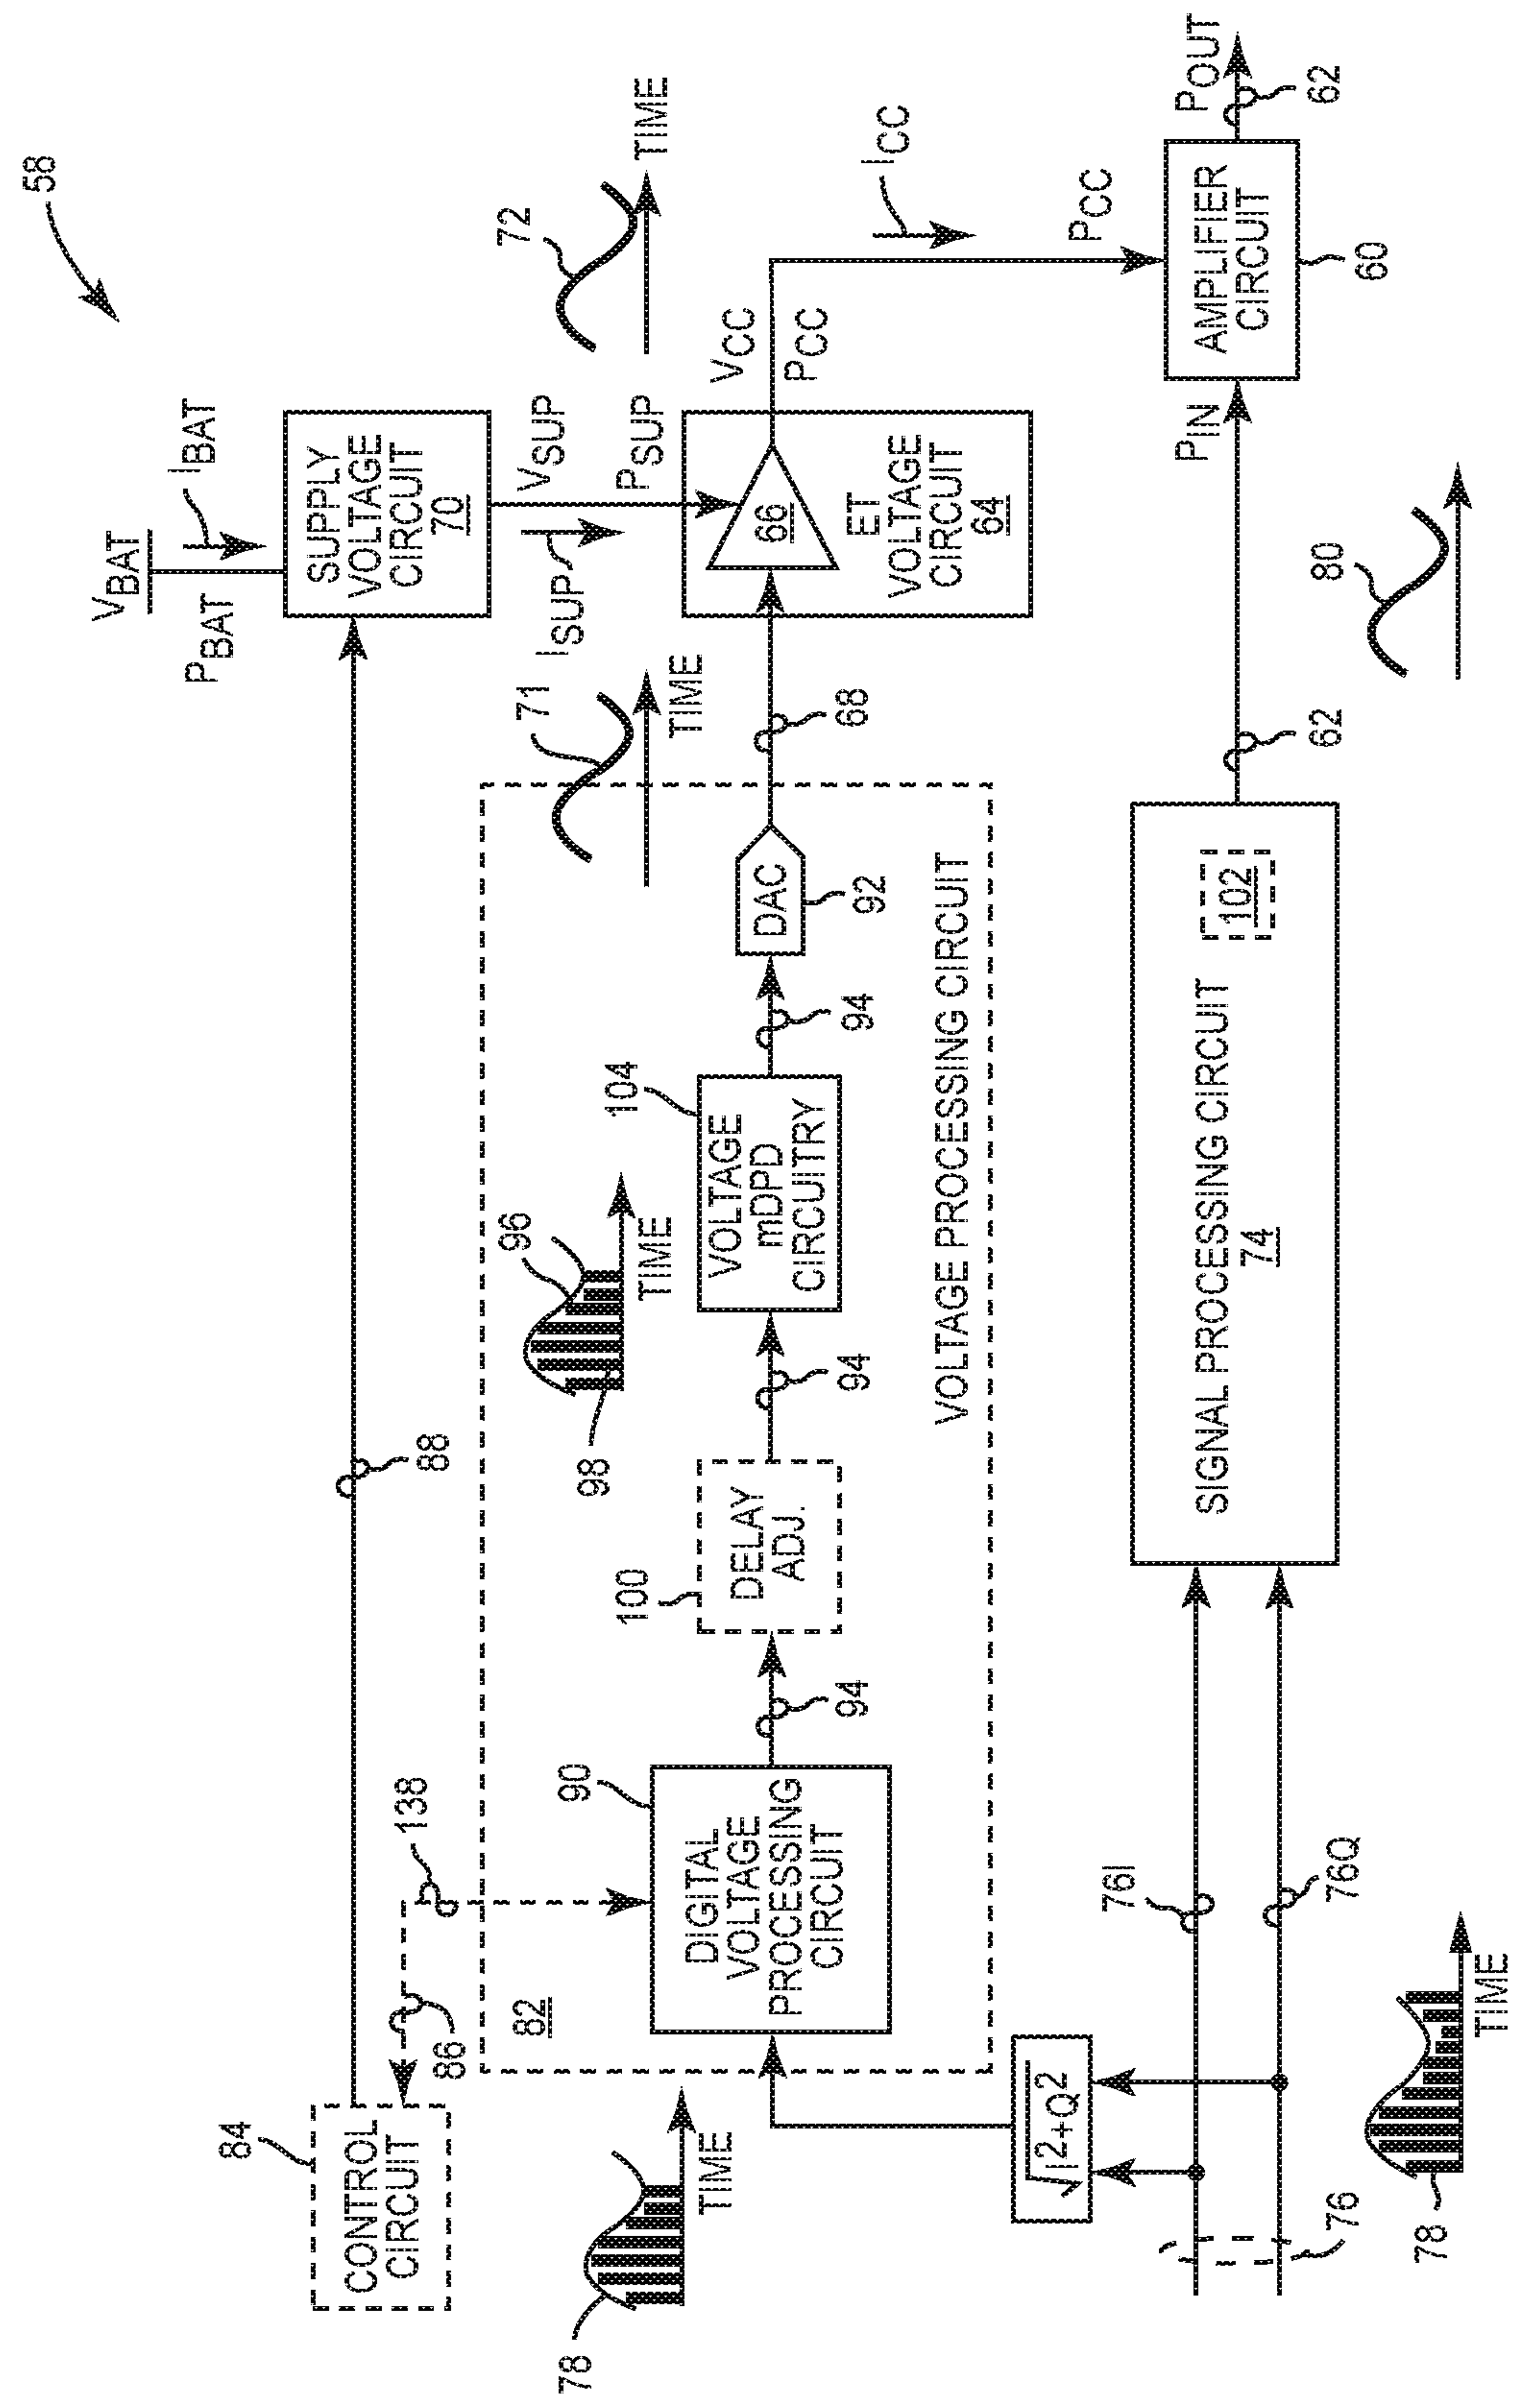 58
V_BAT
I_BAT
P_BAT
84
CONTROL
CIRCUIT
88
SUPPLY
VOLTAGE
CIRCUIT
70
86
138
V_SUP
P_SUP
I_SUP
72
TIME
78
TIME
82
90
DIGITAL
VOLTAGE
PROCESSING
CIRCUIT
94
100
DELAY
ADJ.
94
98
96
TIME
104
VOLTAGE
mDPD
CIRCUITRY
94
DAC
92
71
TIME
68
66
ET
VOLTAGE
CIRCUIT
64
V_CC
P_CC
I_CC
VOLTAGE PROCESSING CIRCUIT
√I²+Q²
P_CC
76
76I
76Q
SIGNAL PROCESSING CIRCUIT
74
102
62
P_IN
AMPLIFIER
CIRCUIT
60
P_OUT
62
78
TIME
80